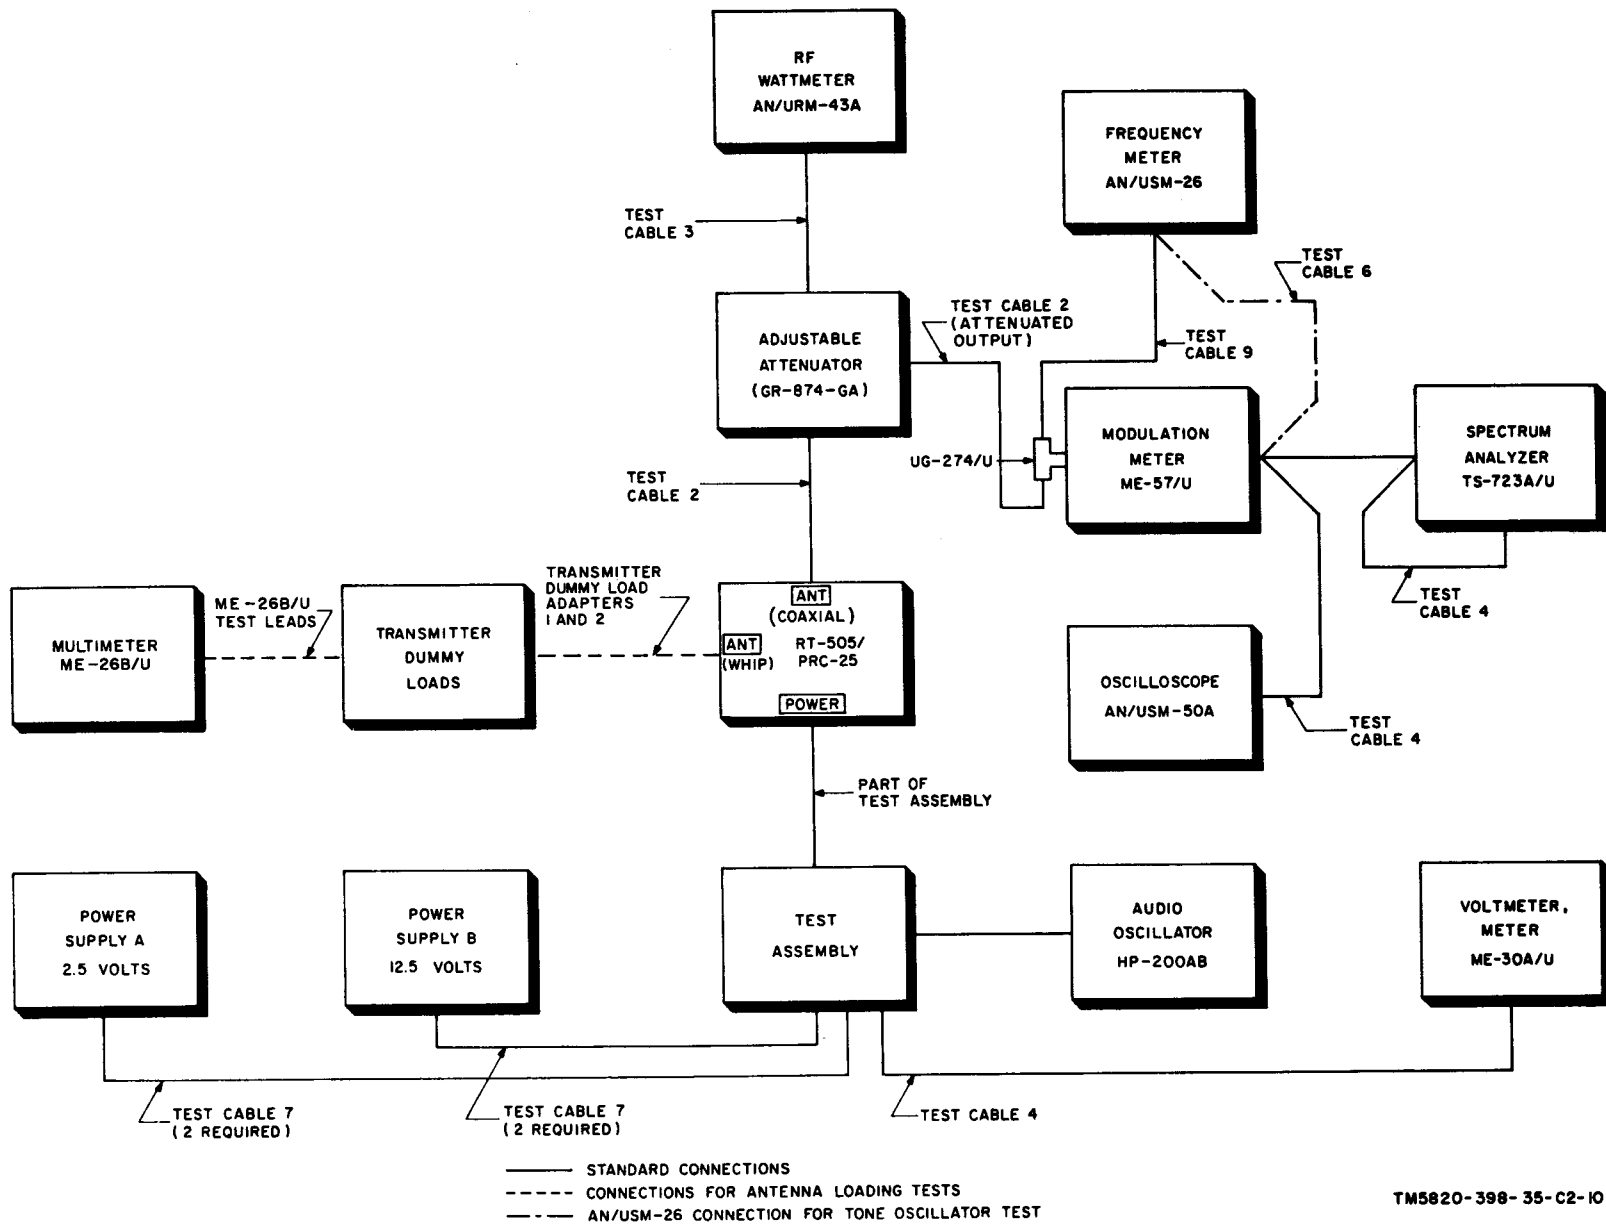 RF
WATTMETER
AN/URM-43A
FREQUENCY
METER
AN/USM-26
TEST
CABLE 3
TEST
CABLE 6
ADJUSTABLE
ATTENUATOR
(GR-874-GA)
TEST CABLE 2
(ATTENUATED
OUTPUT)
TEST
CABLE 9
UG-274/U
MODULATION
METER
ME-57/U
SPECTRUM
ANALYZER
TS-723A/U
TEST
CABLE 2
TEST
CABLE 4
MULTIMETER
ME-26B/U
ME-26B/U
TEST LEADS
TRANSMITTER
DUMMY
LOADS
TRANSMITTER
DUMMY LOAD
ADAPTERS
1 AND 2
ANT
(COAXIAL)
ANT
(WHIP)
RT-505/
PRC-25
POWER
OSCILLOSCOPE
AN/USM-50A
TEST
CABLE 4
PART OF
TEST ASSEMBLY
POWER
SUPPLY A
2.5 VOLTS
POWER
SUPPLY B
12.5 VOLTS
TEST
ASSEMBLY
AUDIO
OSCILLATOR
HP-200AB
VOLTMETER,
METER
ME-30A/U
TEST CABLE 7
(2 REQUIRED)
TEST CABLE 7
(2 REQUIRED)
TEST CABLE 4
STANDARD CONNECTIONS
CONNECTIONS FOR ANTENNA LOADING TESTS
AN/USM-26 CONNECTION FOR TONE OSCILLATOR TEST
TM5820-398-35-C2-10